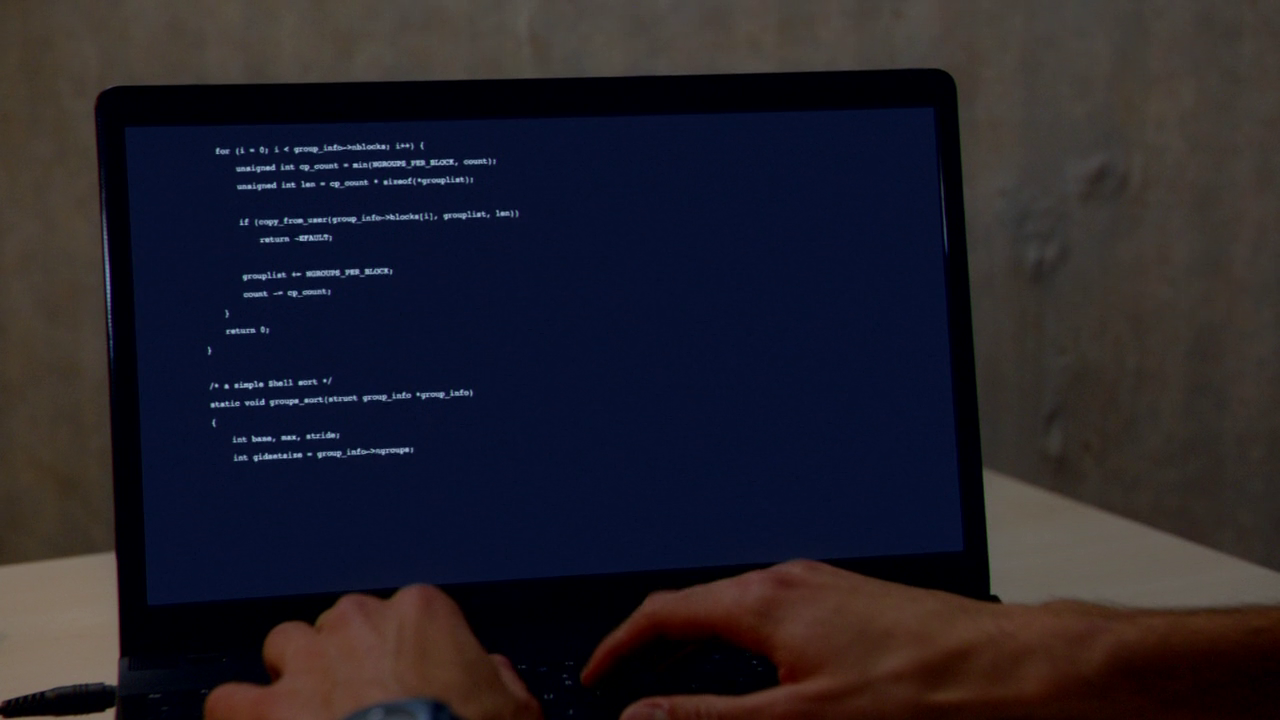 for (i = 0; i < group_info->nblocks; i++) {
unsigned int cp_count = min(NGROUPS_PER_BLOCK, count);
unsigned int len = cp_count * sizeof(*grouplist);
if (copy_from_user(group_info->blocks[i], grouplist, len))
return -EFAULT;
grouplist += NGROUPS_PER_BLOCK;
count -= cp_count;
}
return 0;
}
/* a simple Shell sort */
static void groups_sort(struct group_info *group_info)
{
int base, max, stride;
int gidsetsize = group_info->ngroups;